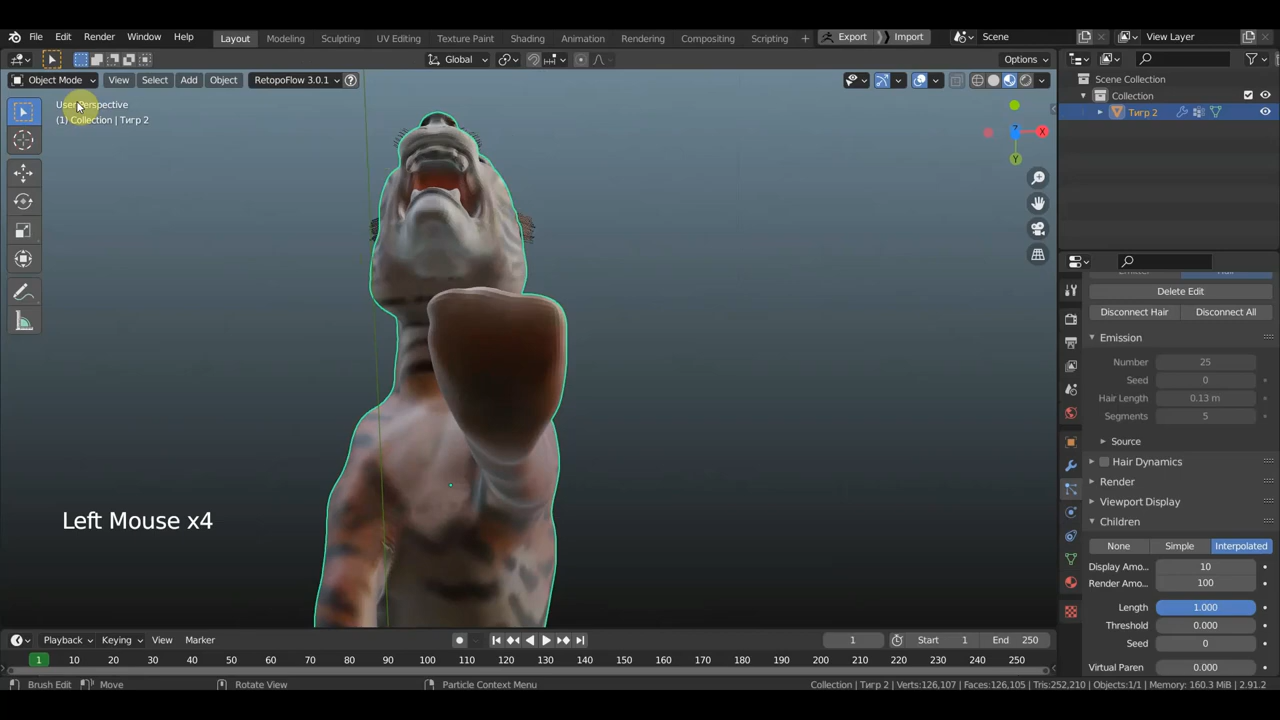 File Edit Render Window Help Layout Modeling Sculpting UV Editing Texture Paint Shading Animation Rendering Compositing Scripting + Export Import Scene View Layer
Global Options
Object Mode View Select Add Object RetopoFlow 3.0.1
User Perspective
(1) Collection | Тигр 2
Z X
Y
Left Mouse x4
Scene Collection
Collection
Тигр 2
Delete Edit
Disconnect Hair Disconnect All
Emission
Number 25
Seed 0
Hair Length 0.13 m
Segments 5
Source
Hair Dynamics
Render
Viewport Display
Children
None Simple Interpolated
Display Amo... 10
Render Amo... 100
Length 1.000
Threshold 0.000
Seed 0
Virtual Paren 0.000
Playback Keying View Marker 1 Start 1 End 250
1 10 20 30 40 50 60 70 80 90 100 110 120 130 140 150 160 170 180 190 200 210 220 230 240 250
Brush Edit Move Rotate View Particle Context Menu Collection | Тигр 2 | Verts:126,107 | Faces:126,105 | Tris:252,210 | Objects:1/1 | Memory: 160.3 MiB | 2.91.2